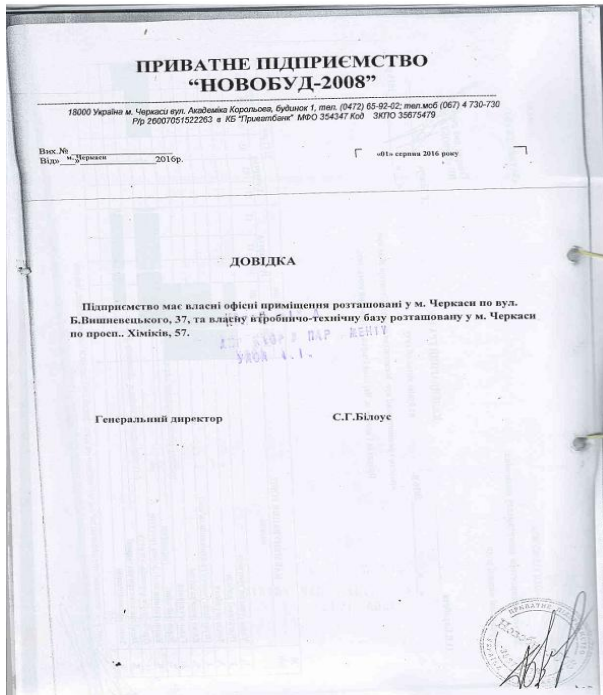 ПРИВАТНЕ ПІДПРИЄМСТВО
“НОВОБУД-2008”
18000 Україна м. Черкаси вул. Академіка Корольова, будинок 1, тел. (0472) 65-92-02; тел.моб (067) 4 730-730
Р/р 26007051522263 в КБ "Приватбанк" МФО 354347 Код ЗКПО 35675479
Вих.№
Від» » 2016р.
м. Черкаси
«01» серпня 2016 року
ДОВІДКА
Підприємство має власні офісні приміщення розташовані у м. Черкаси по вул.
Б.Вишневецького, 37, та власну втробничо-технічну базу розташовану у м. Черкаси
по просп.. Хіміків, 57.
Генеральний директор С.Г.Білоус
ПРИВАТНЕ